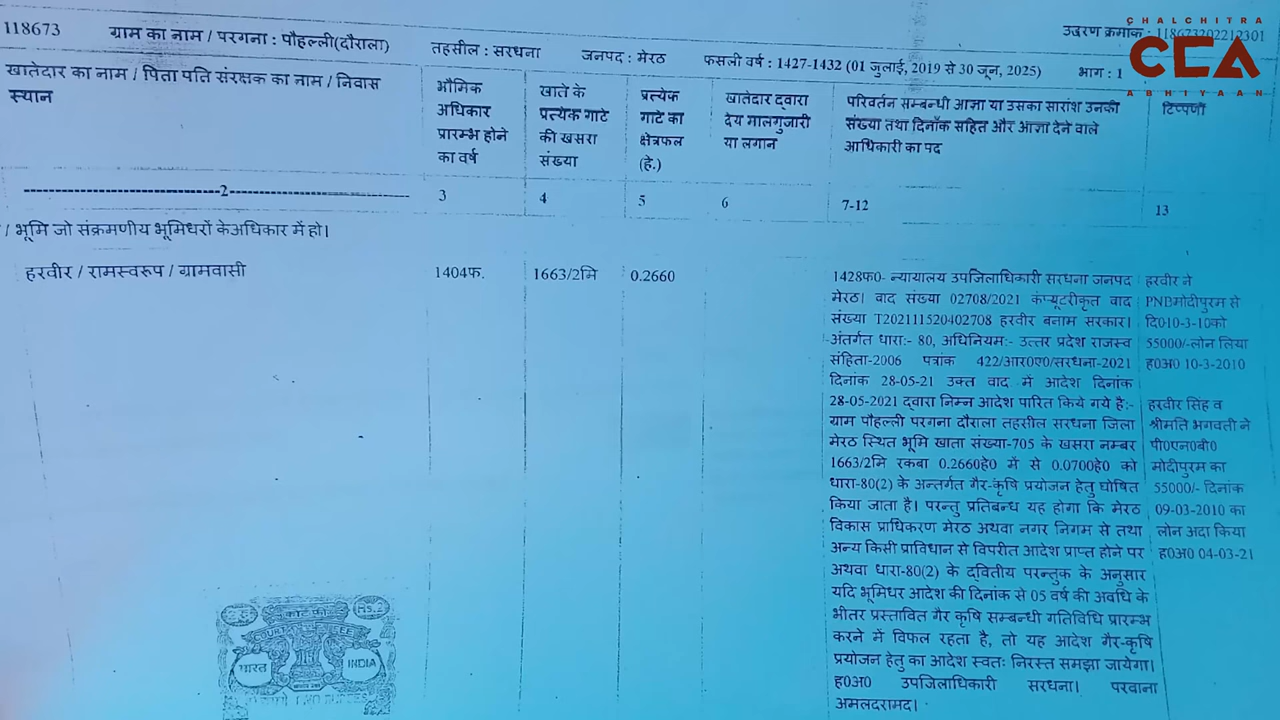 CHALCHITRA
CCA
ABHIYAAN
118673 ग्राम का नाम / परगना : पौहल्ली(दौराला) तहसील : सरधना जनपद : मेरठ फसली वर्ष : 1427-1432 (01 जुलाई, 2019 से 30 जून, 2025) भाग : 1
उद्धरण क्रमांक :
खातेदार का नाम / पिता पति संरक्षक का नाम / निवास
स्थान
भौमिक
अधिकार
प्रारम्भ होने
का वर्ष
खाते के
प्रत्येक गाटे
की खसरा
संख्या
प्रत्येक
गाटे का
क्षेत्रफल
(हे.)
खातेदार द्वारा
देय मालगुजारी
या लगान
परिवर्तन सम्बन्धी आज्ञा या उसका सारांश उनकी
संख्या तथा दिनाँक सहित और आज्ञा देने वाले
आधिकारी का पद
टिप्पणी
2 3 4 5 6 7-12 13
/ भूमि जो संक्रमणीय भूमिधरों केअधिकार में हो।
हरवीर / रामस्वरूप / ग्रामवासी 1404फ. 1663/2मि 0.2660
1428फ0- न्यायालय उपजिलाधिकारी सरधना जनपद
मेरठ। वाद संख्या 02708/2021 कंप्यूटरीकृत वाद
संख्या T202111520402708 हरवीर बनाम सरकार।
अंतर्गत धारा:- 80, अधिनियम:- उत्तर प्रदेश राजस्व
संहिता-2006 पत्रांक 422/आर0ए0/सरधना-2021
दिनांक 28-05-21 उक्त वाद में आदेश दिनांक
28-05-2021 द्वारा निम्न आदेश पारित किये गये है:-
ग्राम पौहल्ली परगना दौराला तहसील सरधना जिला
मेरठ स्थित भूमि खाता संख्या-705 के खसरा नम्बर
1663/2मि रकबा 0.2660हे0 में से 0.0700हे0 को
धारा-80(2) के अन्तर्गत गैर-कृषि प्रयोजन हेतु घोषित
किया जाता है। परन्तु प्रतिबन्ध यह होगा कि मेरठ
विकास प्राधिकरण मेरठ अथवा नगर निगम से तथा
अन्य किसी प्राविधान से विपरीत आदेश प्राप्त होने पर
अथवा धारा-80(2) के द्वितीय परन्तुक के अनुसार
यदि भूमिधर आदेश की दिनांक से 05 वर्ष की अवधि के
भीतर प्रस्तावित गैर कृषि सम्बन्धी गतिविधि प्रारम्भ
करने में विफल रहता है, तो यह आदेश गैर-कृषि
प्रयोजन हेतु का आदेश स्वतः निरस्त समझा जायेगा।
ह0अ0 उपजिलाधिकारी सरधना। परवाना
अमलदरामद।
हरवीर ने
PNBमोदीपुरम से
दि010-3-10को
55000/-लोन लिया
ह0अ0 10-3-2010
हरवीर सिंह व
श्रीमति भगवती ने
पी0एन0बी0
मोदीपुरम का
55000/- दिनांक
09-03-2010 का
लोन अदा किया
ह0अ0 04-03-21
Rs.2
भारत INDIA